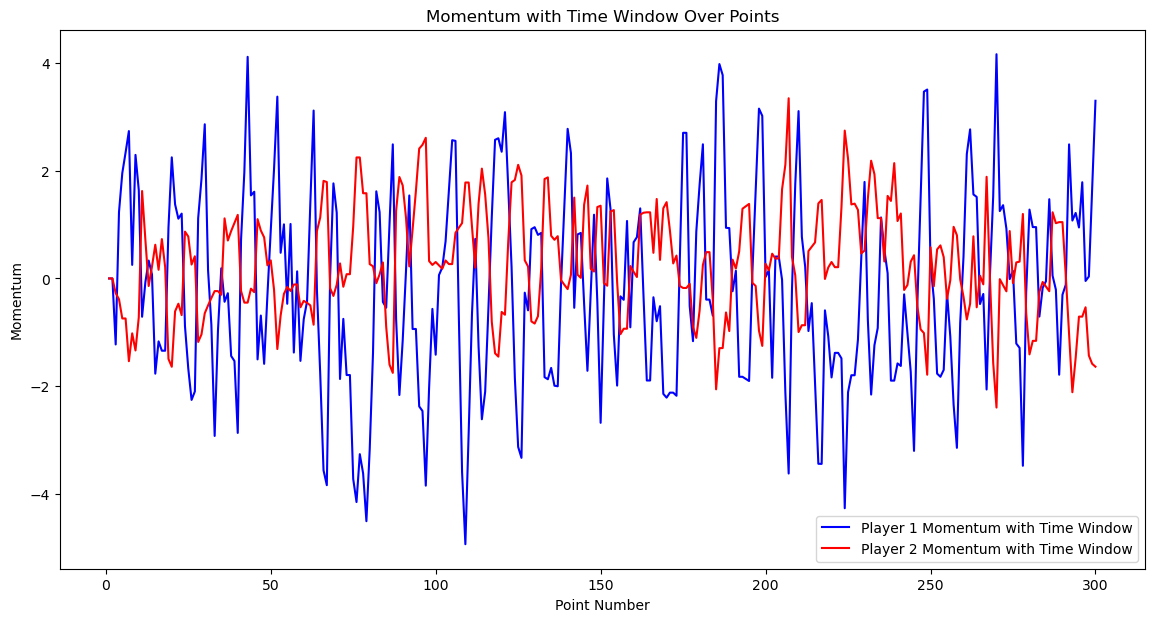 Momentum with Time Window Over Points
Momentum
4
2
0
−2
−4
0
50
100
150
200
250
300
Point Number
Player 1 Momentum with Time Window
Player 2 Momentum with Time Window